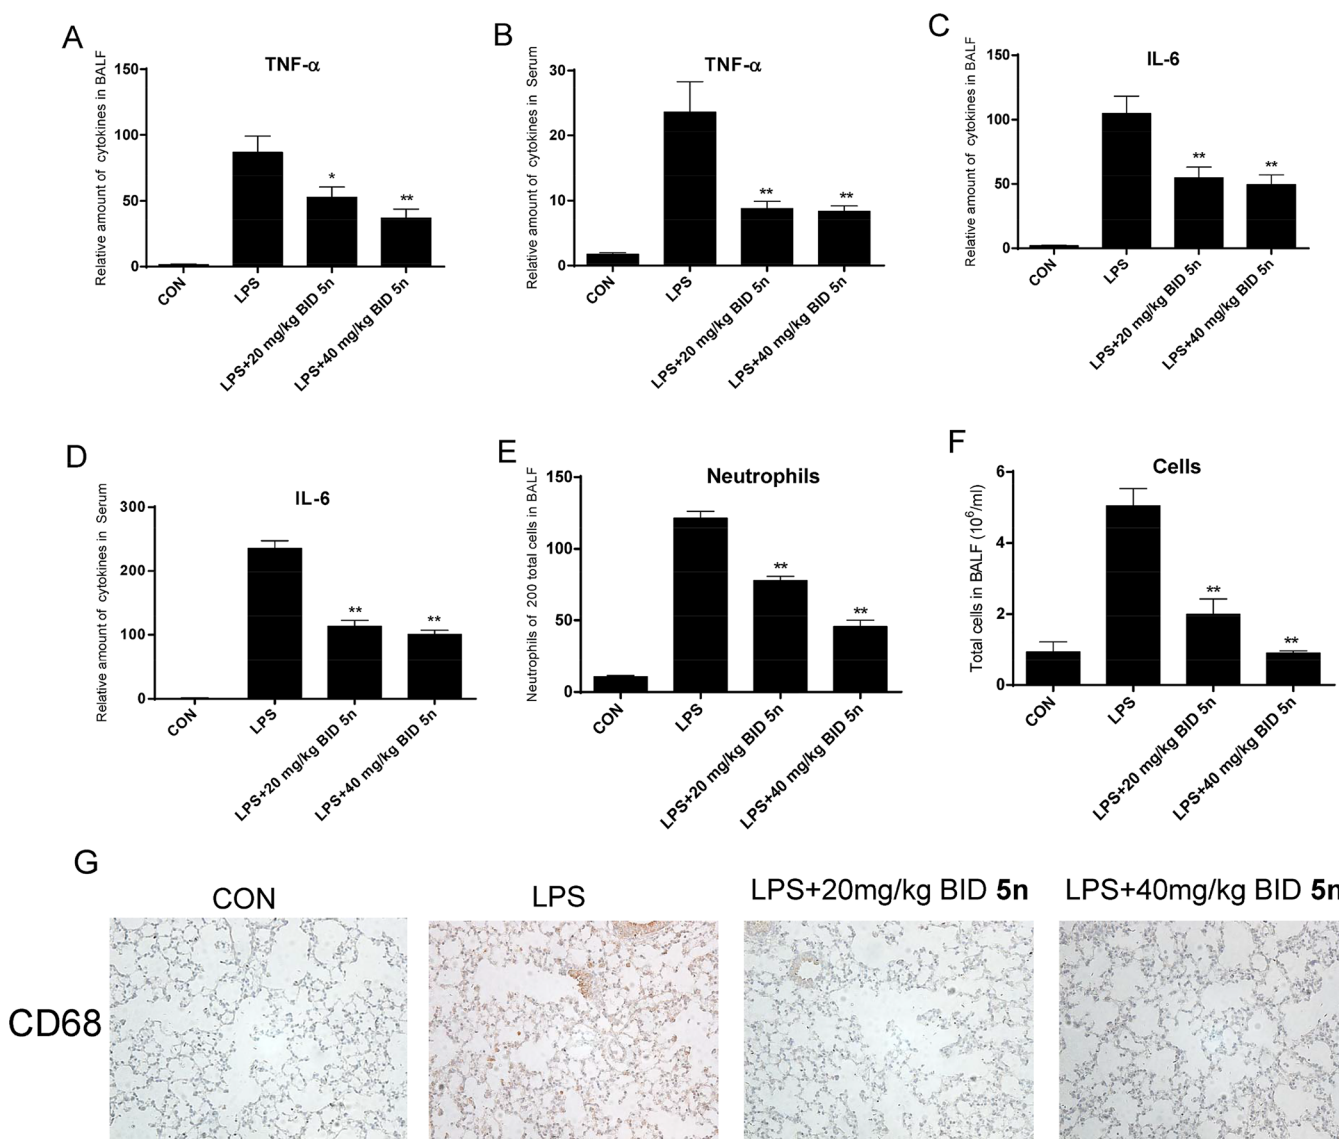 A
TNF-α
Relative amount of cytokines in BALF
150
100
50
0
CON
LPS
LPS+20 mg/kg BID 5n
LPS+40 mg/kg BID 5n
*
**
B
TNF-α
Relative amount of cytokines in Serum
30
20
10
0
CON
LPS
LPS+20 mg/kg BID 5n
LPS+40 mg/kg BID 5n
**
**
C
IL-6
Relative amount of cytokines in BALF
150
100
50
0
CON
LPS
LPS+20 mg/kg BID 5n
LPS+40 mg/kg BID 5n
**
**
D
IL-6
Relative amount of cytokines in Serum
300
200
100
0
CON
LPS
LPS+20 mg/kg BID 5n
LPS+40 mg/kg BID 5n
**
**
E
Neutrophils
Neutrophils of 200 total cells in BALF
150
100
50
0
CON
LPS
LPS+20 mg/kg BID 5n
LPS+40 mg/kg BID 5n
**
**
F
Cells
Total cells in BALF (10⁶/ml)
6
4
2
0
CON
LPS
LPS+20 mg/kg BID 5n
LPS+40 mg/kg BID 5n
**
**
G
CON
LPS
LPS+20mg/kg BID 5n
LPS+40mg/kg BID 5n
CD68